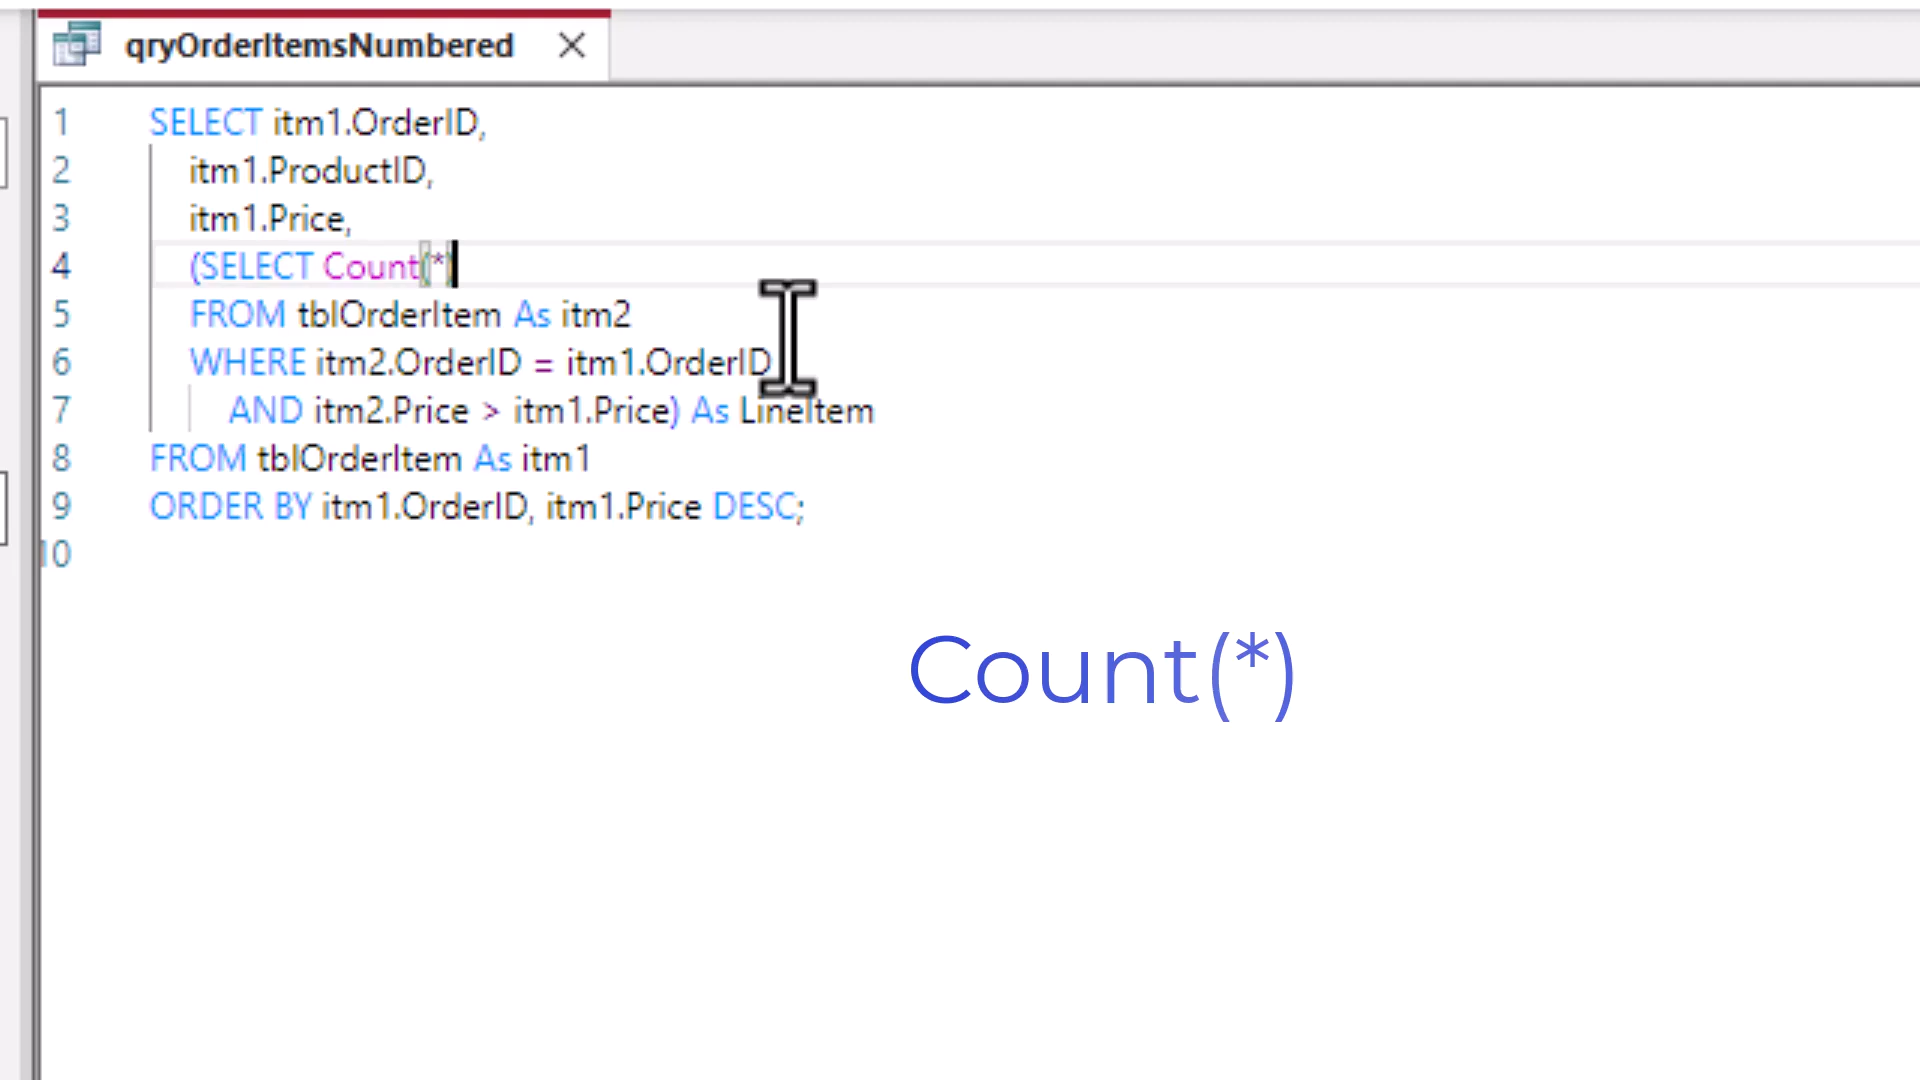 qryOrderItemsNumbered
1 SELECT itm1.OrderID,
2 itm1.ProductID,
3 itm1.Price,
4 (SELECT Count(*)
5 FROM tblOrderItem As itm2
6 WHERE itm2.OrderID = itm1.OrderID
7 AND itm2.Price > itm1.Price) As LineItem
8 FROM tblOrderItem As itm1
9 ORDER BY itm1.OrderID, itm1.Price DESC;
10
Count(*)